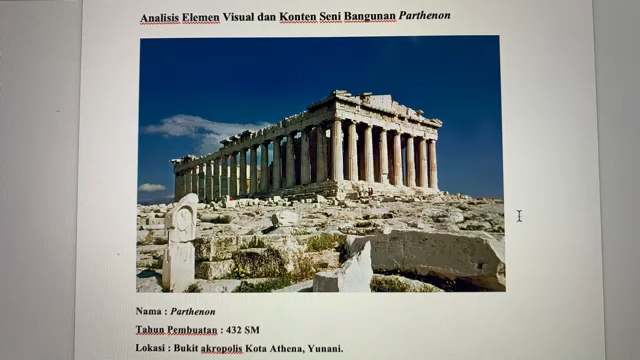 Analisis Elemen Visual dan Konten Seni Bangunan Parthenon
Nama : Parthenon
Tahun Pembuatan : 432 SM
Lokasi : Bukit akropolis Kota Athena, Yunani.